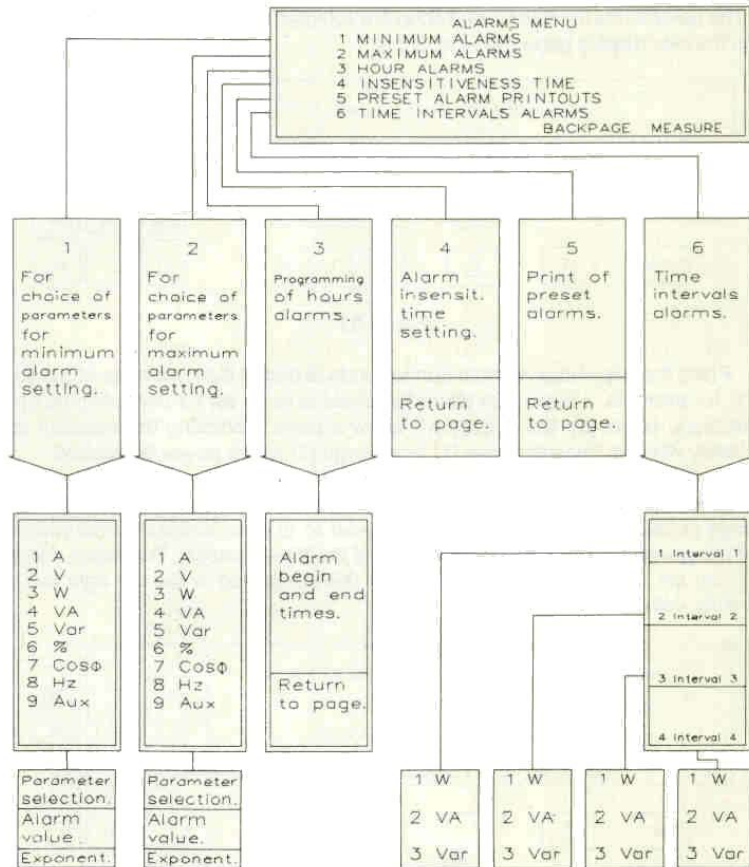 ALARMS MENU
1 MINIMUM ALARMS
2 MAXIMUM ALARMS
3 HOUR ALARMS
4 INSENSITIVENESS TIME
5 PRESET ALARM PRINTOUTS
6 TIME INTERVALS ALARMS
BACKPAGE MEASURE
1
For
choice of
parameters
for
minimum
alarm
setting.
2
For
choice of
parameters
for
maximum
alarm
setting.
3
Programming
of hours
alarms.
4
Alarm
insensit.
time
setting.
Return
to page.
5
Print of
preset
alarms.
Return
to page.
6
Time
intervals
alarms.
1 A
2 V
3 W
4 VA
5 Var
6 %
7 CosΦ
8 Hz
9 Aux
Parameter
selection.
Alarm
value.
Exponent.
1 A
2 V
3 W
4 VA
5 Var
6 %
7 CosΦ
8 Hz
9 Aux
Parameter
selection.
Alarm
value.
Exponent.
Alarm
begin
and end
times.
Return
to page.
1 Interval 1
2 Interval 2
3 Interval 3
4 Interval 4
1 W
2 VA
3 Var
1 W
2 VA
3 Var
1 W
2 VA
3 Var
1 W
2 VA
3 Var